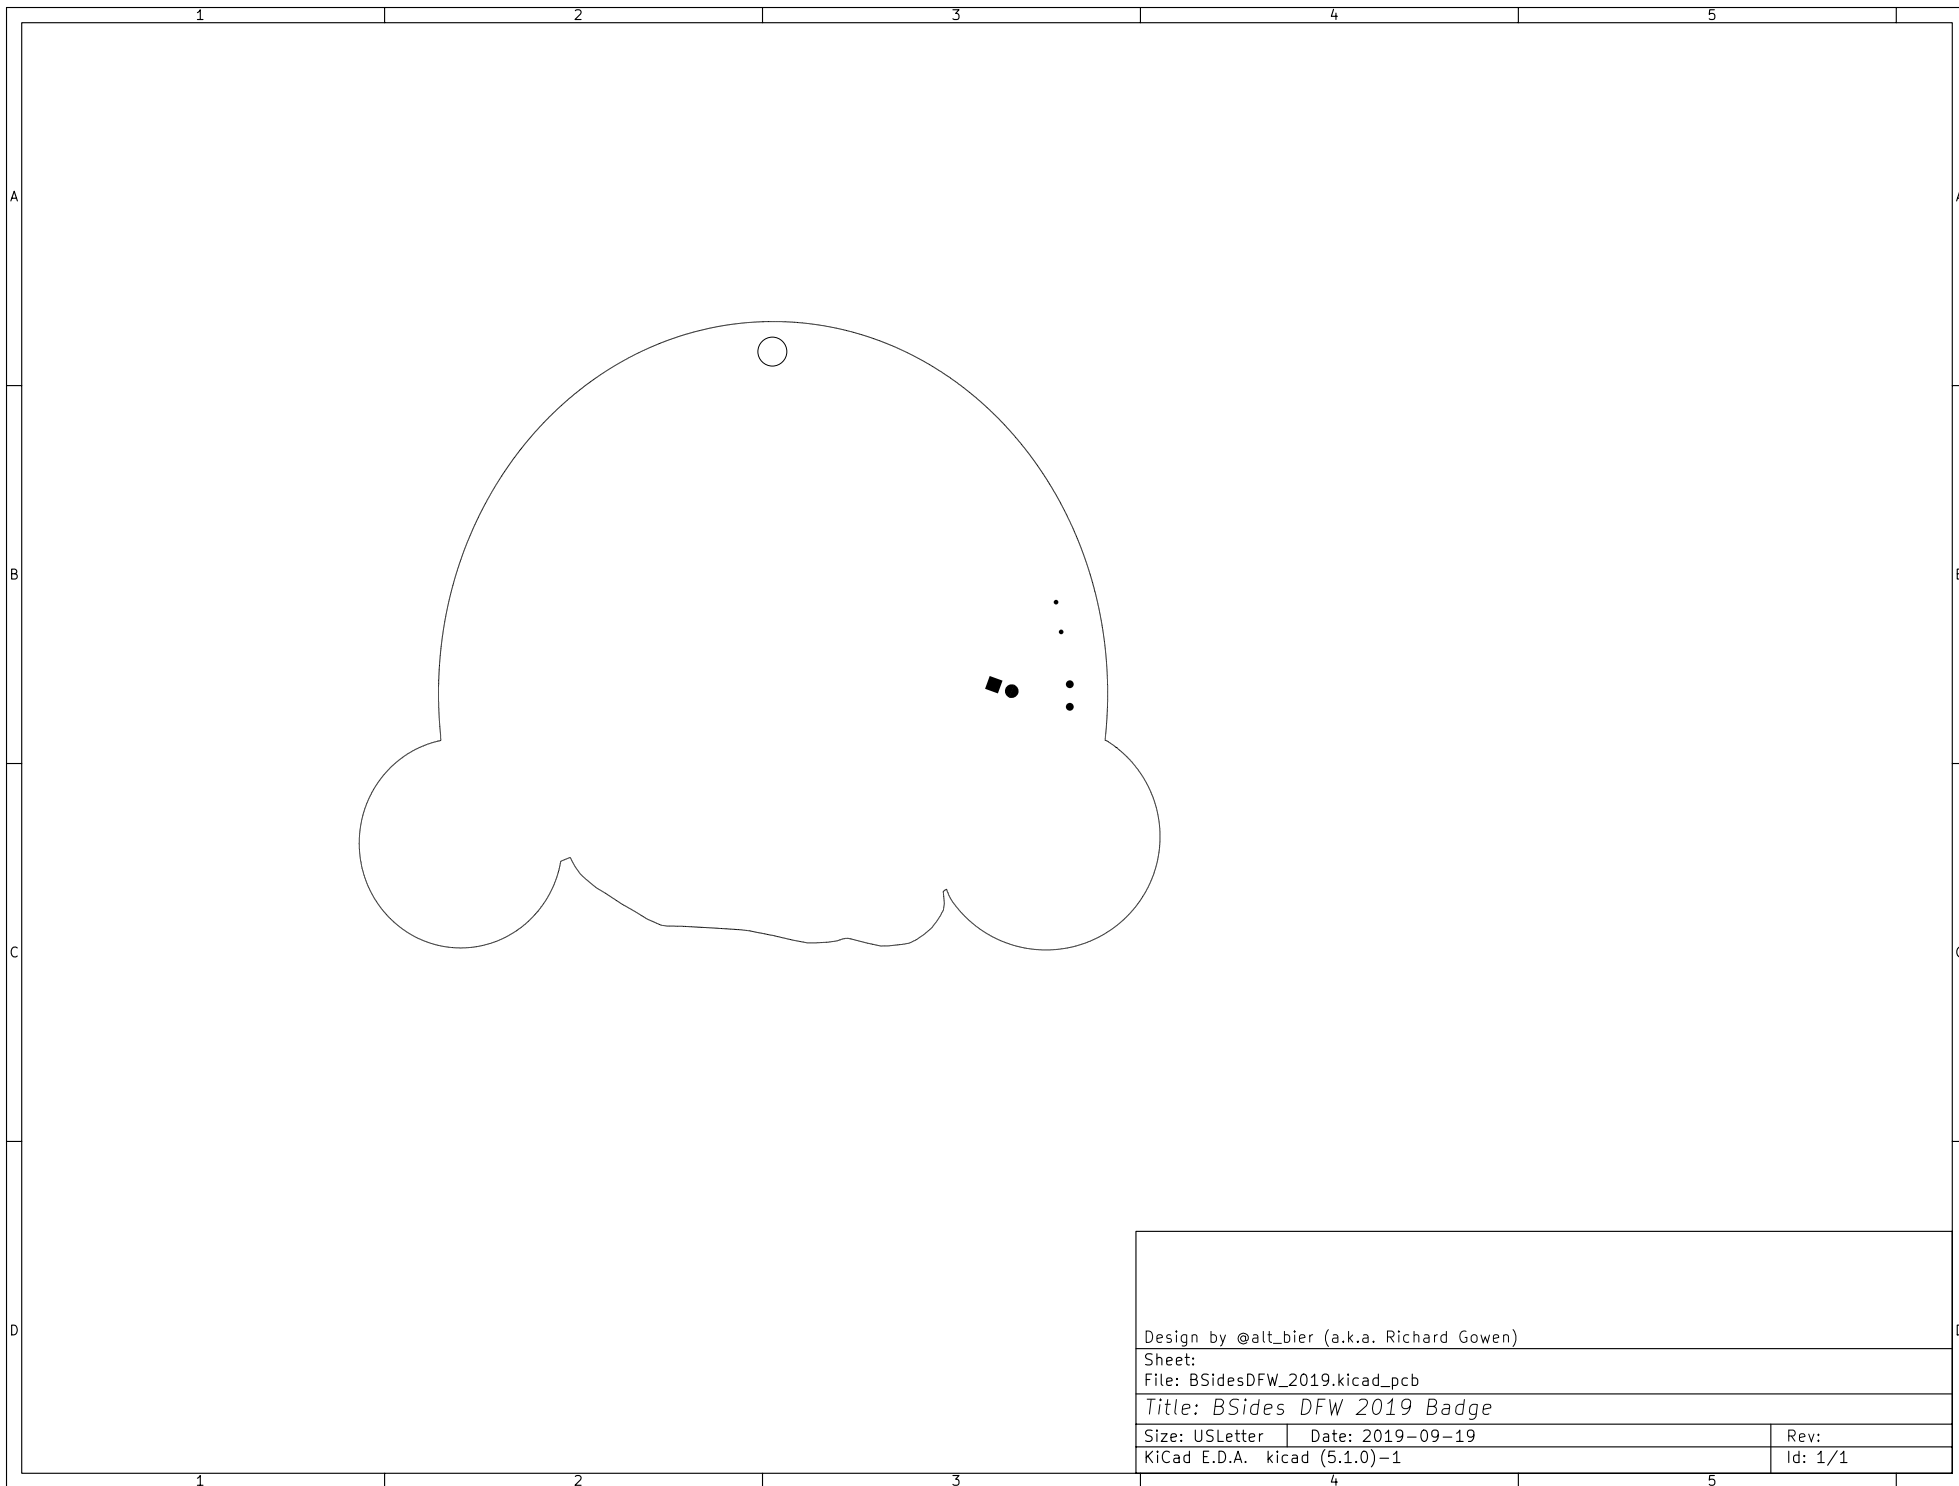 1 2 3 4 5
A A
B B
C C
D D
Design by @alt_bier (a.k.a. Richard Gowen)
Sheet:
File: BSidesDFW_2019.kicad_pcb
Title: BSides DFW 2019 Badge
Size: USLetter Date: 2019-09-19 Rev:
KiCad E.D.A. kicad (5.1.0)-1 Id: 1/1
1 2 3 4 5